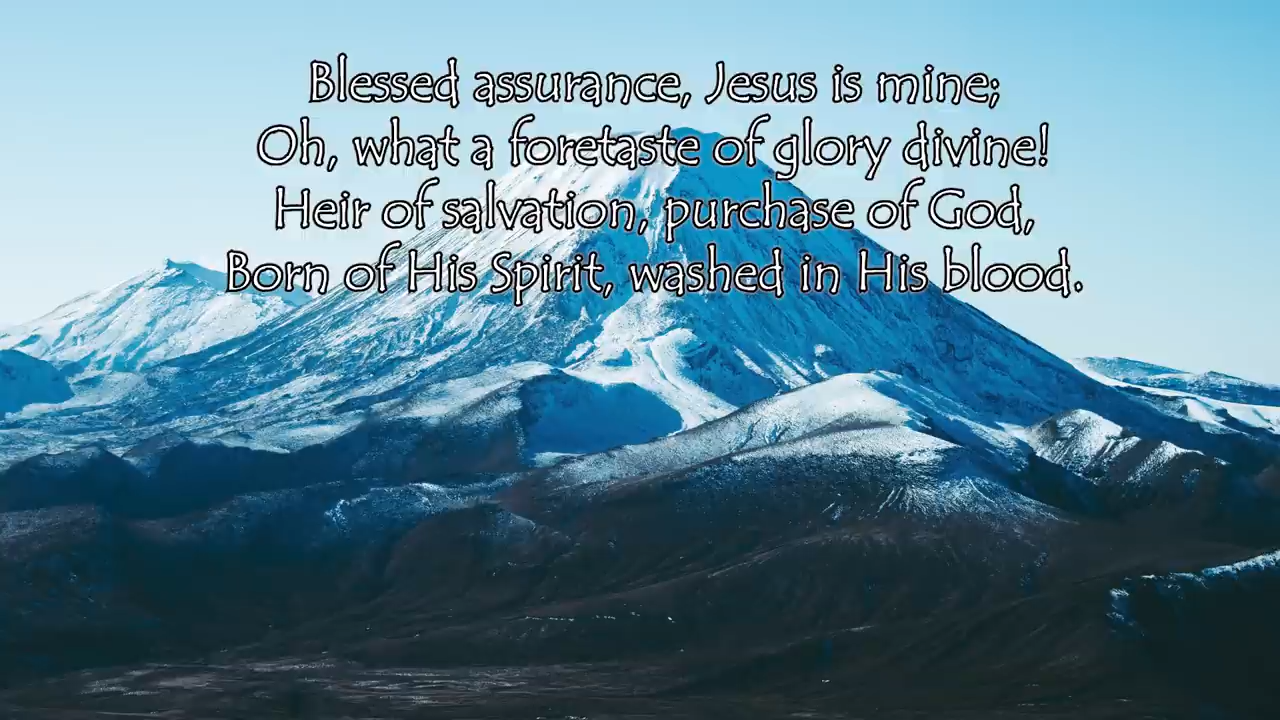 Blessed assurance, Jesus is mine;
Oh, what a foretaste of glory divine!
Heir of salvation, purchase of God,
Born of His Spirit, washed in His blood.